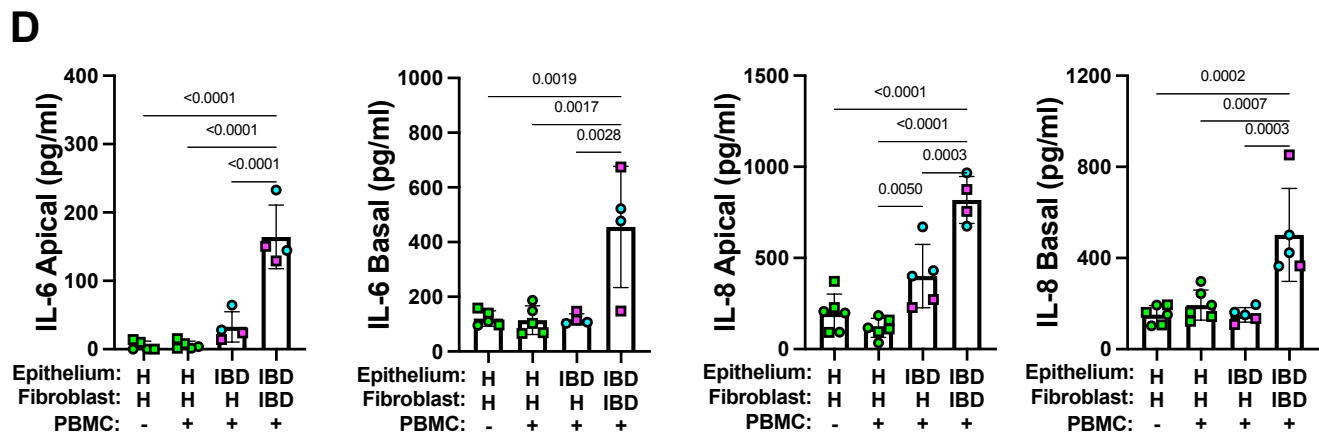 D
IL-6 Apical (pg/ml)
400
300
200
100
0
<0.0001
<0.0001
<0.0001
Epithelium: H H IBD IBD
Fibroblast: H H H IBD
PBMC: - + + +
IL-6 Basal (pg/ml)
1000
800
600
400
200
0
0.0019
0.0017
0.0028
Epithelium: H H IBD IBD
Fibroblast: H H H IBD
PBMC: - + + +
IL-8 Apical (pg/ml)
1500
1000
500
0
<0.0001
<0.0001
0.0003
0.0050
Epithelium: H H IBD IBD
Fibroblast: H H H IBD
PBMC: - + + +
IL-8 Basal (pg/ml)
1200
800
400
0
0.0002
0.0007
0.0003
Epithelium: H H IBD IBD
Fibroblast: H H H IBD
PBMC: - + + +